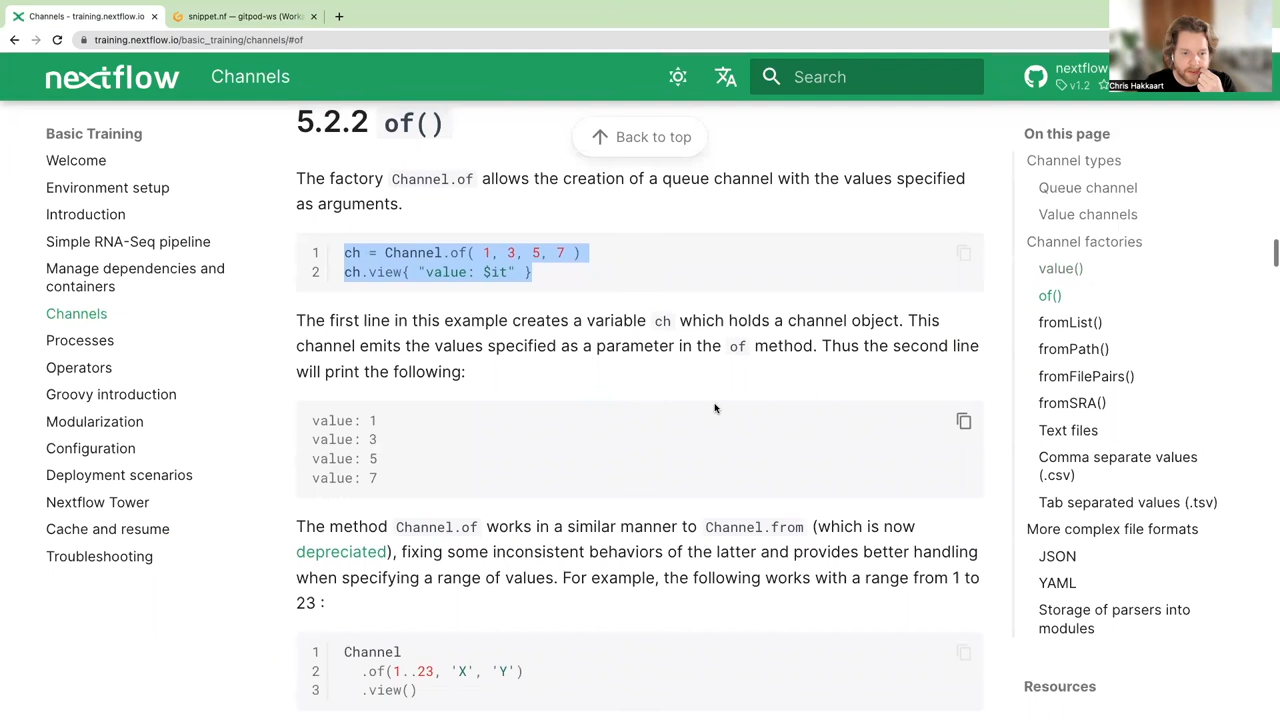 Channels - training.nextflow.io
snippet.nf — gitpod-ws (Works
training.nextflow.io/basic_training/channels/#of
nextflow
Channels
Search
nextflow
v1.2
Chris Hakkaart
Basic Training
Welcome
Environment setup
Introduction
Simple RNA-Seq pipeline
Manage dependencies and
containers
Channels
Processes
Operators
Groovy introduction
Modularization
Configuration
Deployment scenarios
Nextflow Tower
Cache and resume
Troubleshooting
5.2.2 of()
Back to top
The factory Channel.of allows the creation of a queue channel with the values specified
as arguments.
1 ch = Channel.of( 1, 3, 5, 7 )
2 ch.view{ "value: $it" }
The first line in this example creates a variable ch which holds a channel object. This
channel emits the values specified as a parameter in the of method. Thus the second line
will print the following:
value: 1
value: 3
value: 5
value: 7
The method Channel.of works in a similar manner to Channel.from (which is now
depreciated), fixing some inconsistent behaviors of the latter and provides better handling
when specifying a range of values. For example, the following works with a range from 1 to
23 :
1 Channel
2 .of(1..23, 'X', 'Y')
3 .view()
On this page
Channel types
Queue channel
Value channels
Channel factories
value()
of()
fromList()
fromPath()
fromFilePairs()
fromSRA()
Text files
Comma separate values
(.csv)
Tab separated values (.tsv)
More complex file formats
JSON
YAML
Storage of parsers into
modules
Resources